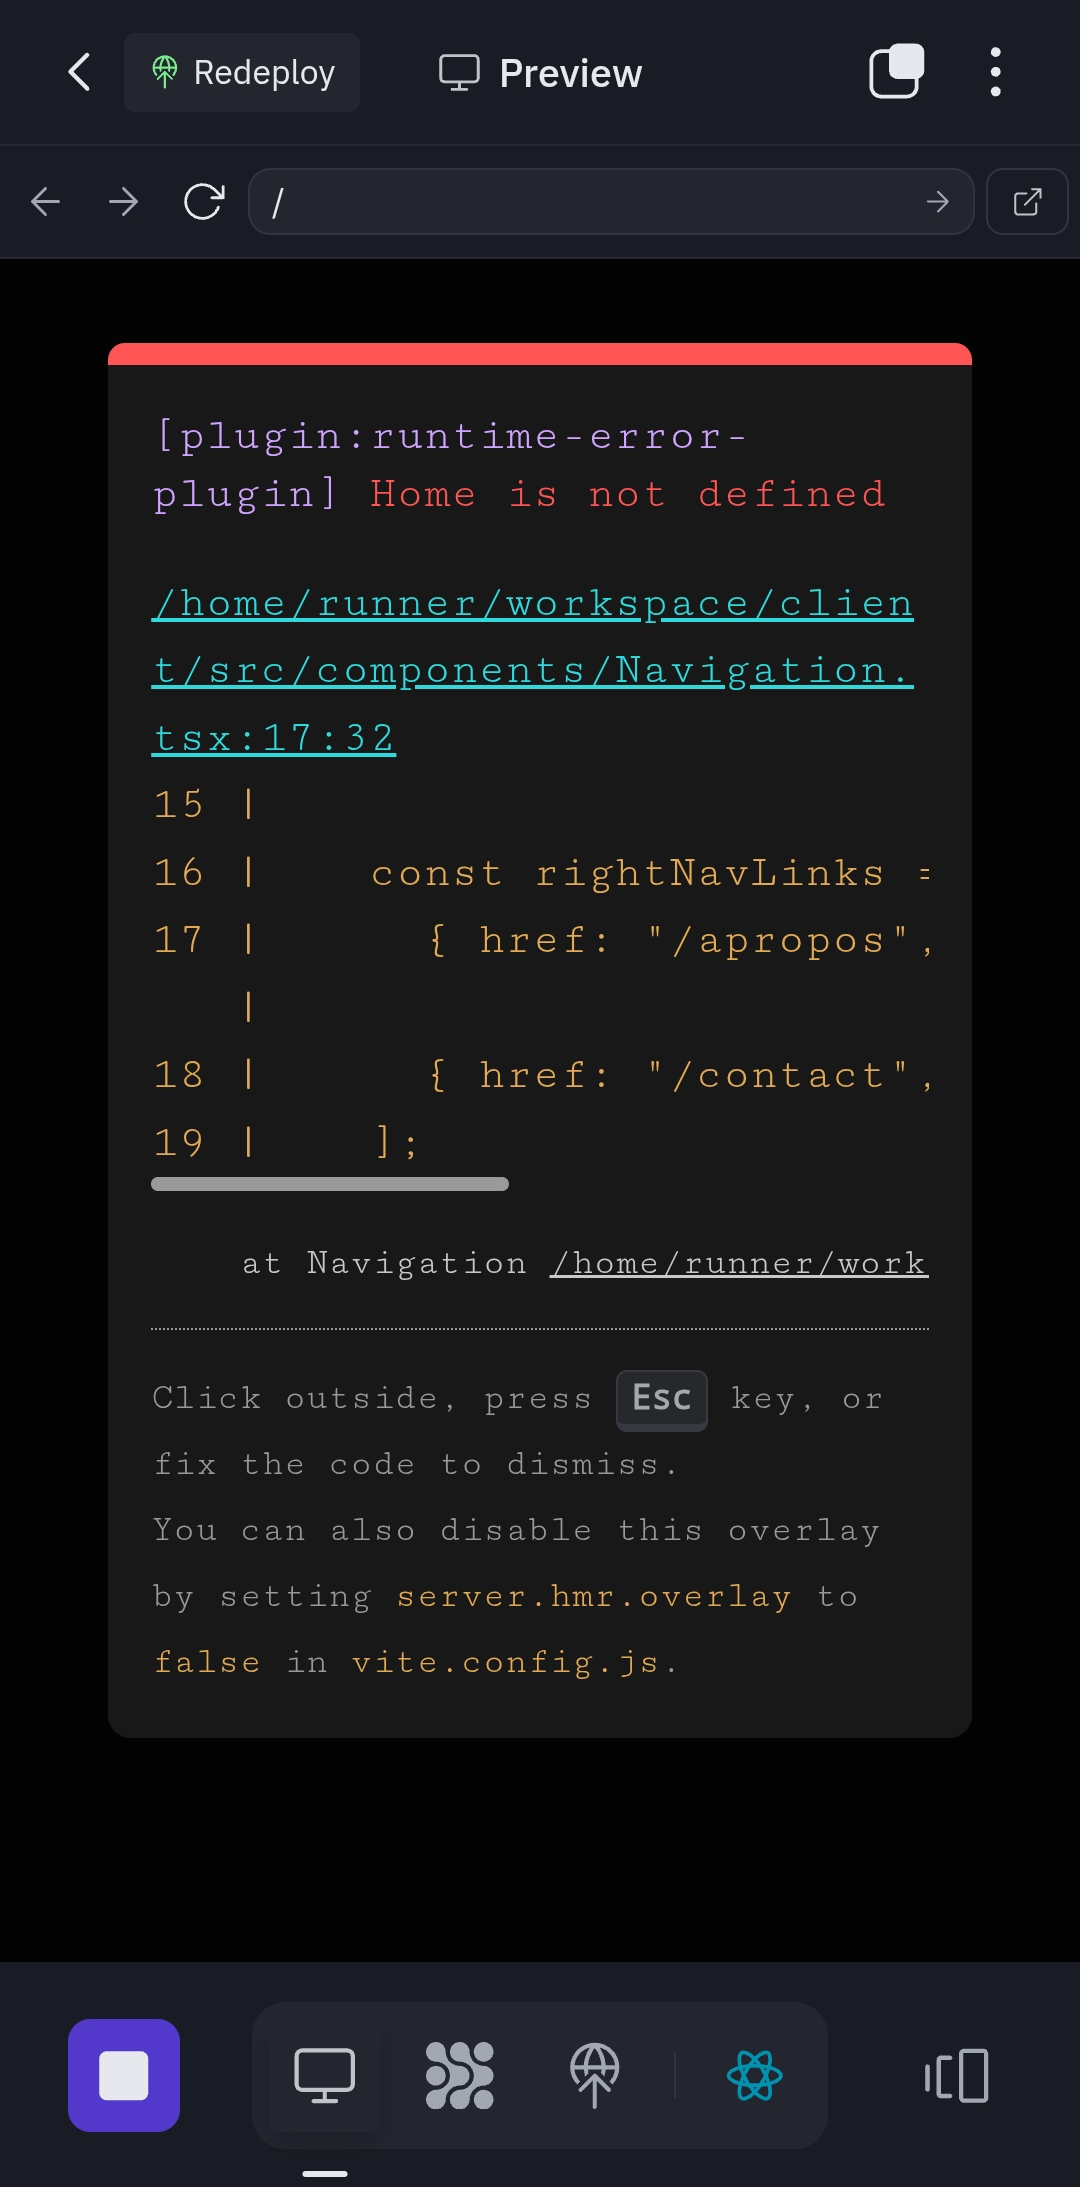 Redeploy
Preview
/
[plugin:runtime-error-
plugin] Home is not defined
/home/runner/workspace/clien
t/src/components/Navigation.
tsx:17:32
15 |
16 |    const rightNavLinks =
17 |      { href: "/apropos",
|
18 |      { href: "/contact",
19 |    ];
at Navigation /home/runner/work
Click outside, press Esc key, or
fix the code to dismiss.
You can also disable this overlay
by setting server.hmr.overlay to
false in vite.config.js.